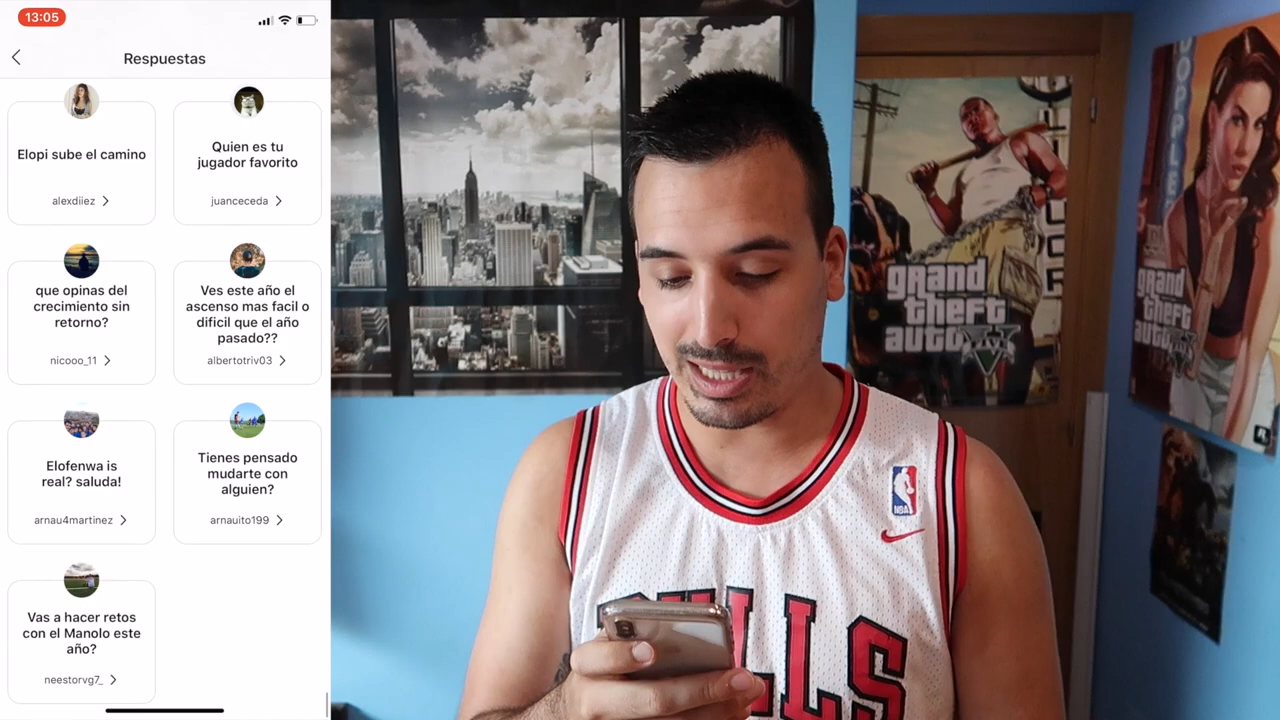 13:05
Respuestas
Elopi sube el camino
alexdiiez
Quien es tu
jugador favorito
juanceceda
que opinas del
crecimiento sin
retorno?
nicooo_11
Ves este año el
ascenso mas facil o
dificil que el año
pasado??
albertotriv03
Elofenwa is
real? saluda!
arnau4martinez
Tienes pensado
mudarte con
alguien?
arnauito199
Vas a hacer retos
con el Manolo este
año?
neestorvg7_
grand
theft
auto V
grand
theft
auto V
NBA
BULLS